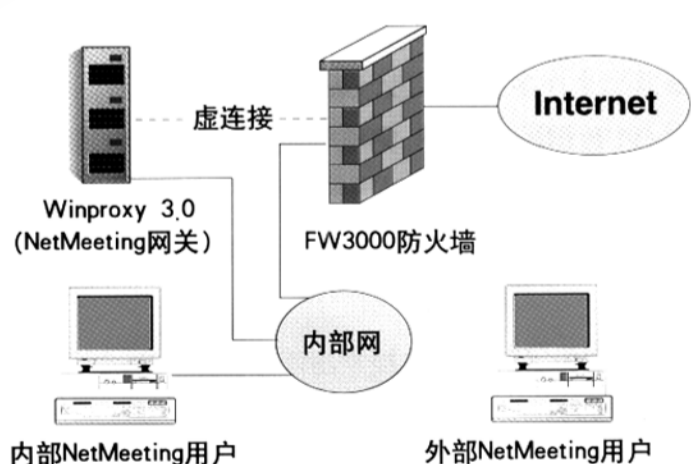 虚连接
Internet
Winproxy 3.0
(NetMeeting网关）
FW3000防火墙
内部网
内部NetMeeting用户
外部NetMeeting用户